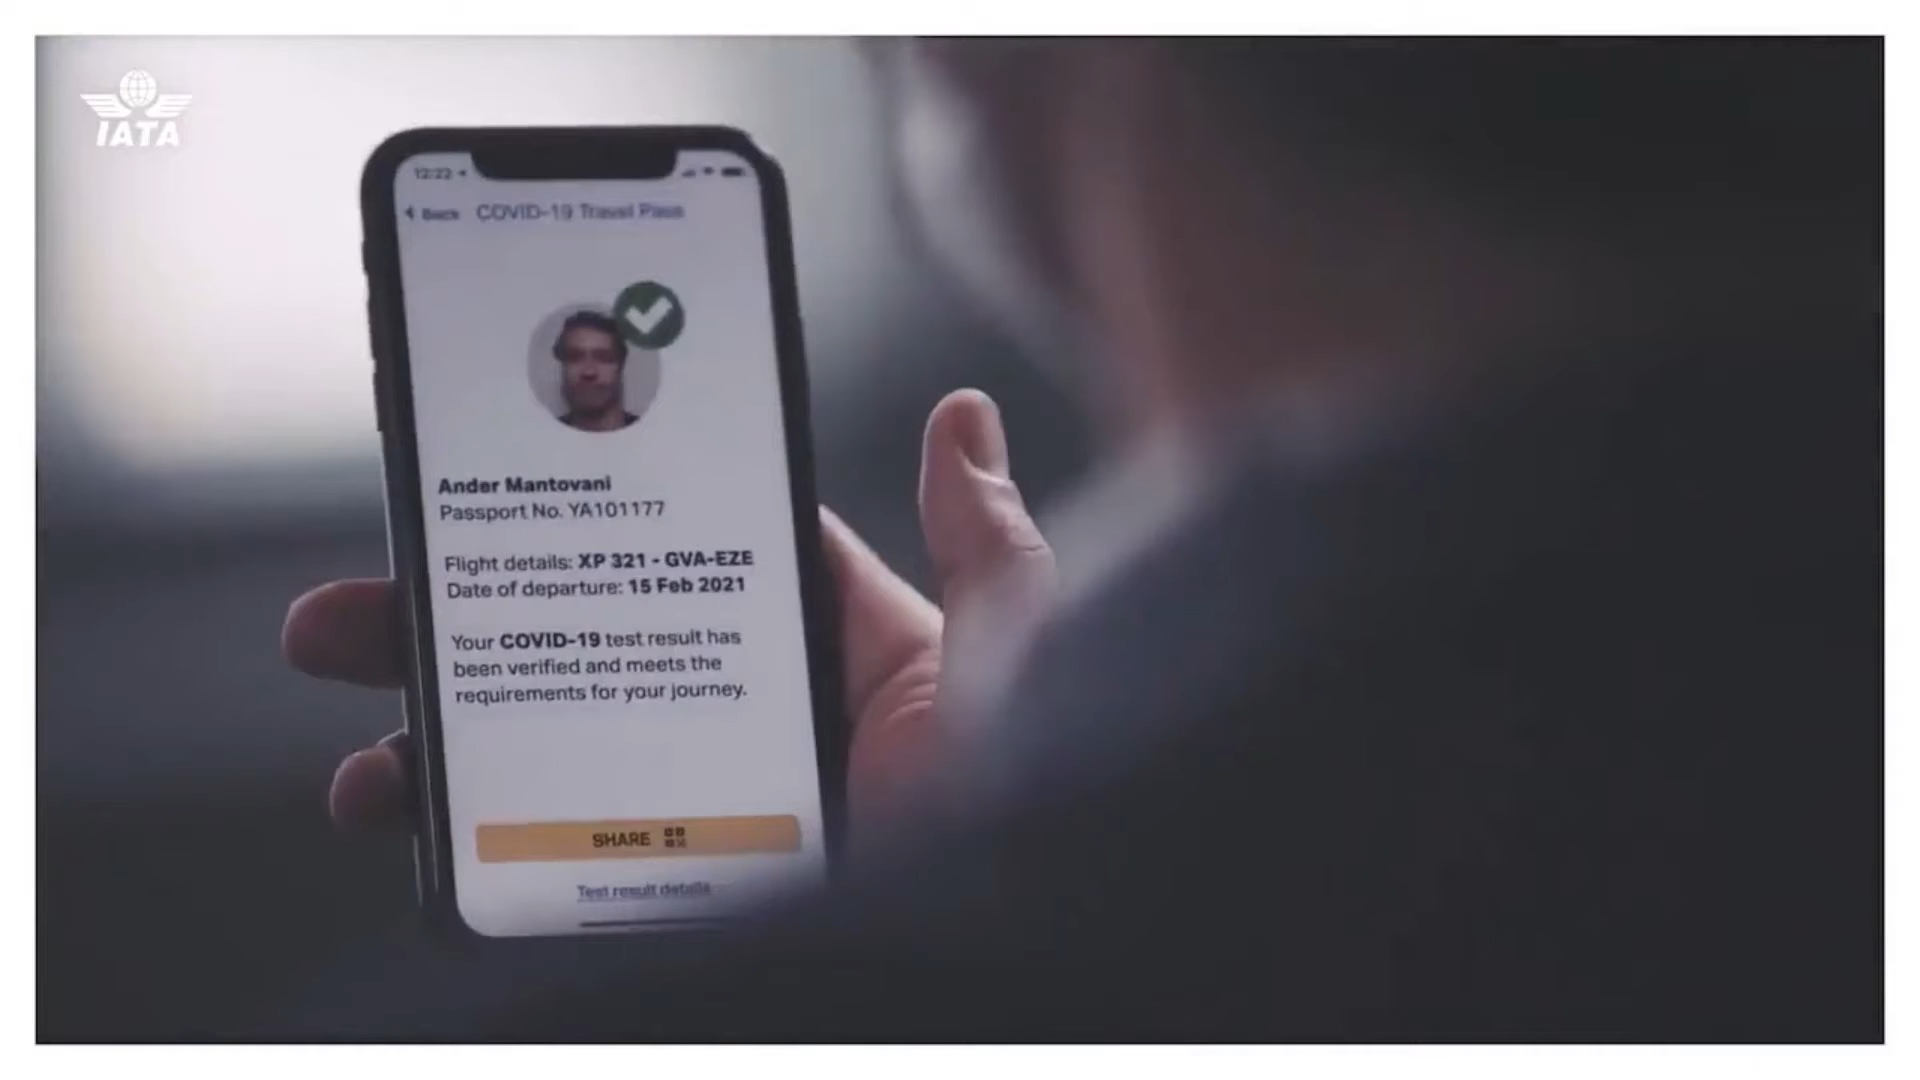 IATA
12:22
Back COVID-19 Travel Pass
Ander Mantovani
Passport No. YA101177
Flight details: XP 321 - GVA-EZE
Date of departure: 15 Feb 2021
Your COVID-19 test result has
been verified and meets the
requirements for your journey.
SHARE
Test result details